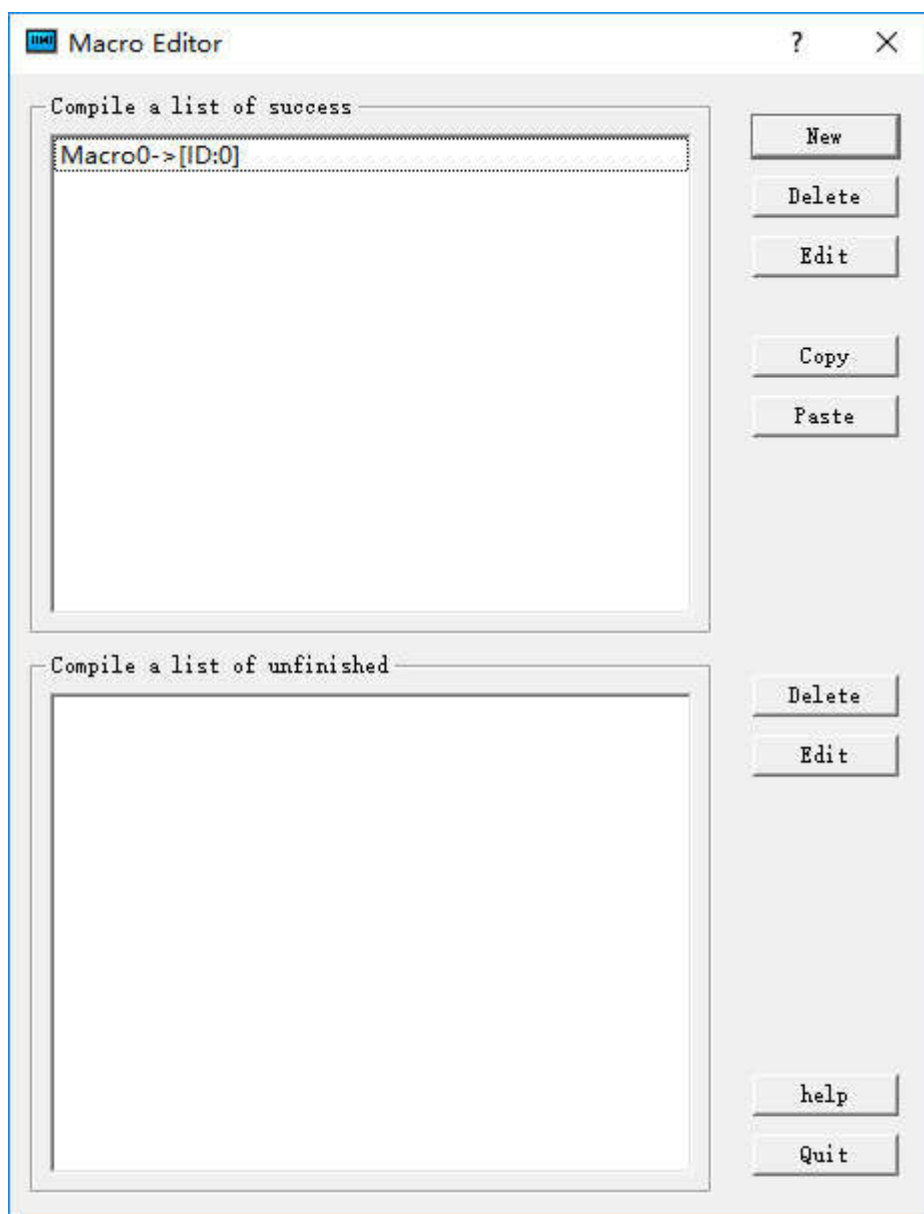 Macro Editor
?
Compile a list of success
Macro0->[ID:0]
New
Delete
Edit
Copy
Paste
Compile a list of unfinished
Delete
Edit
help
Quit